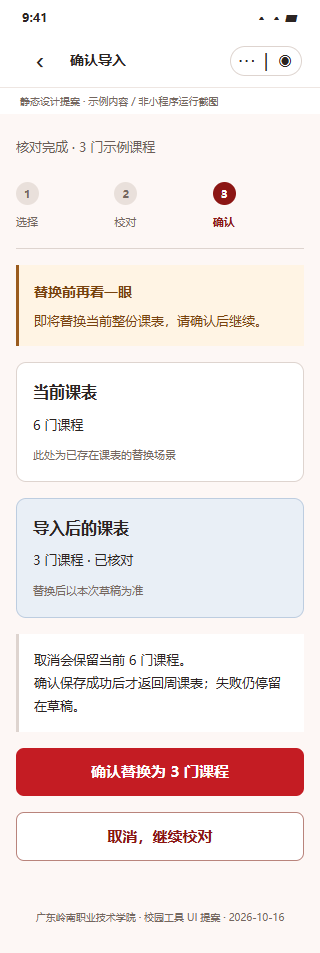 9:41
‹ 确认导入
静态设计提案 · 示例内容 / 非小程序运行截图
核对完成 · 3 门示例课程
1 2 3
选择 校对 确认
替换前再看一眼
即将替换当前整份课表，请确认后继续。
当前课表
6 门课程
此处为已存在课表的替换场景
导入后的课表
3 门课程 · 已核对
替换后以本次草稿为准
取消会保留当前 6 门课程。
确认保存成功后才返回周课表；失败仍停留
在草稿。
确认替换为 3 门课程
取消，继续校对
广东岭南职业技术学院 · 校园工具 UI 提案 · 2026-10-16